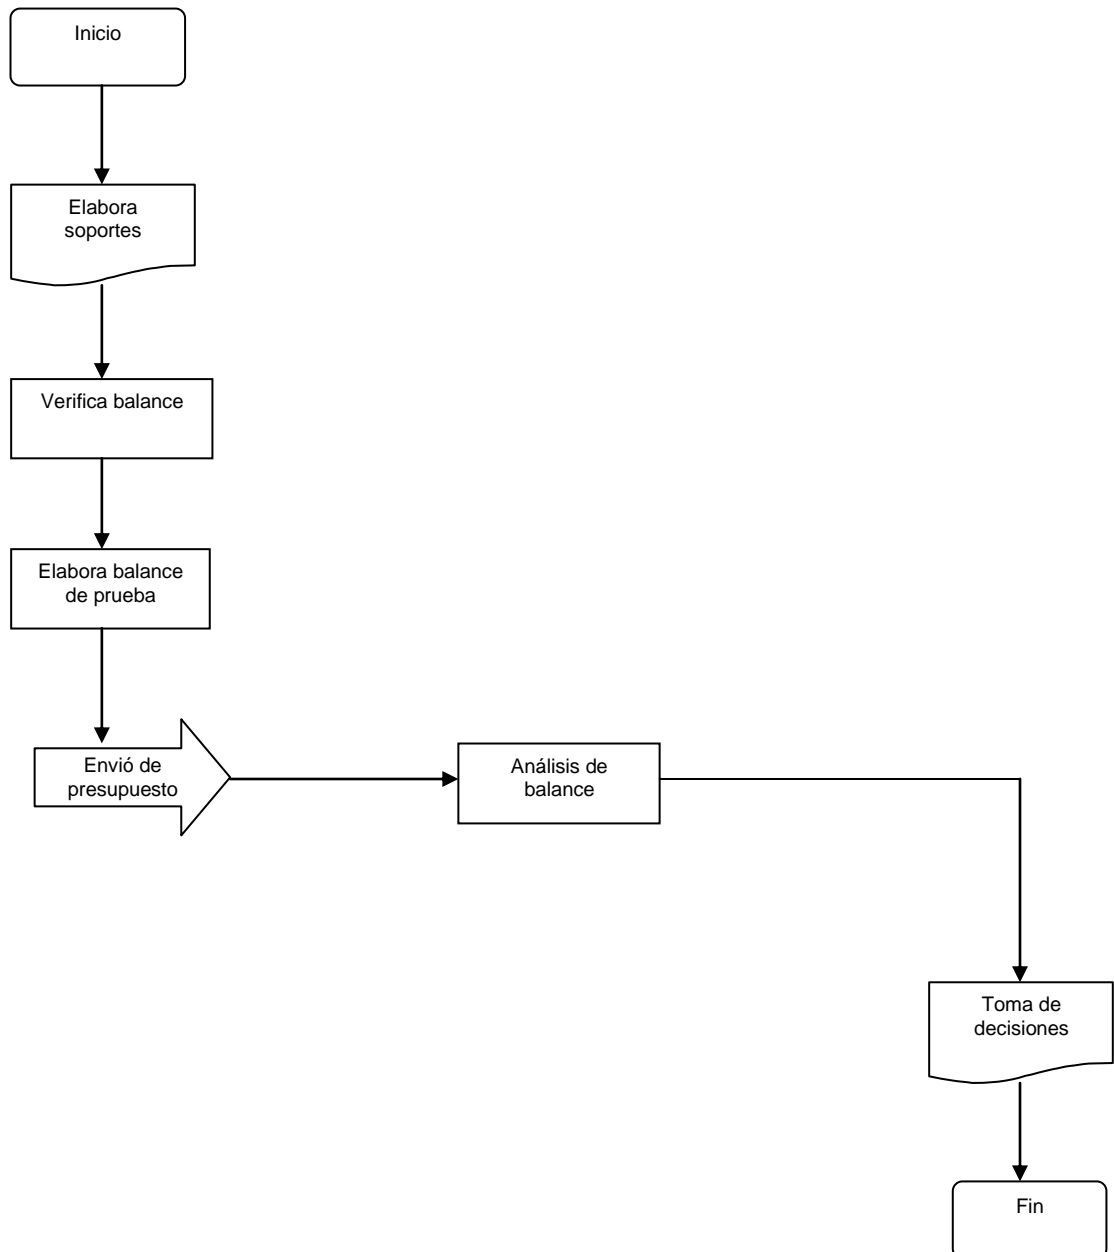 Inicio
Elabora
soportes
Verifica balance
Elabora balance
de prueba
Envió de
presupuesto
Análisis de
balance
Toma de
decisiones
Fin